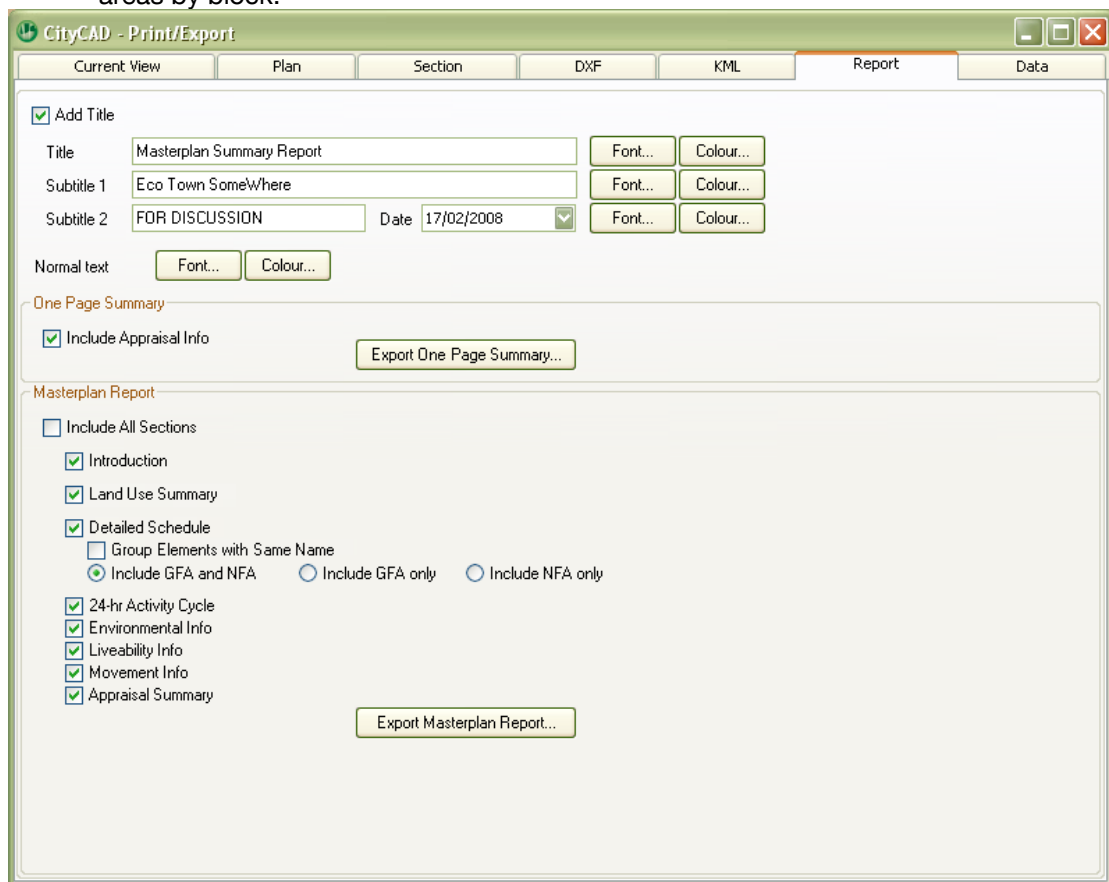 areas by block.
CityCAD - Print/Export
Current View Plan Section DXF KML Report Data
Add Title
Title Masterplan Summary Report Font... Colour...
Subtitle 1 Eco Town SomeWhere Font... Colour...
Subtitle 2 FOR DISCUSSION Date 17/02/2008 Font... Colour...
Normal text Font... Colour...
One Page Summary
Include Appraisal Info
Export One Page Summary...
Masterplan Report
Include All Sections
Introduction
Land Use Summary
Detailed Schedule
Group Elements with Same Name
Include GFA and NFA Include GFA only Include NFA only
24-hr Activity Cycle
Environmental Info
Liveability Info
Movement Info
Appraisal Summary
Export Masterplan Report...